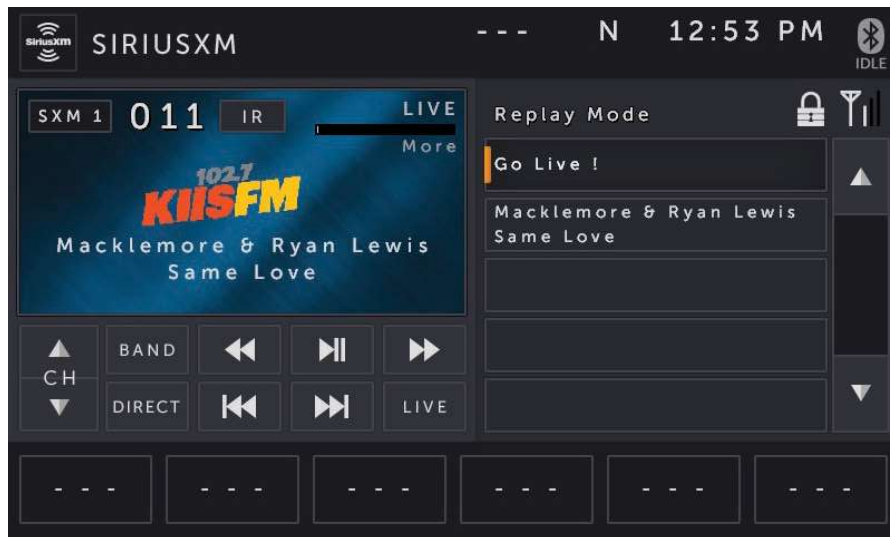 SiriusXM SIRIUSXM --- N 12:53 PM
IDLE
SXM 1 011 IR LIVE
More
102.7
KIISFM
Macklemore & Ryan Lewis
Same Love
Replay Mode
Go Live !
Macklemore & Ryan Lewis
Same Love
CH
BAND
DIRECT LIVE
--- --- --- --- --- ---